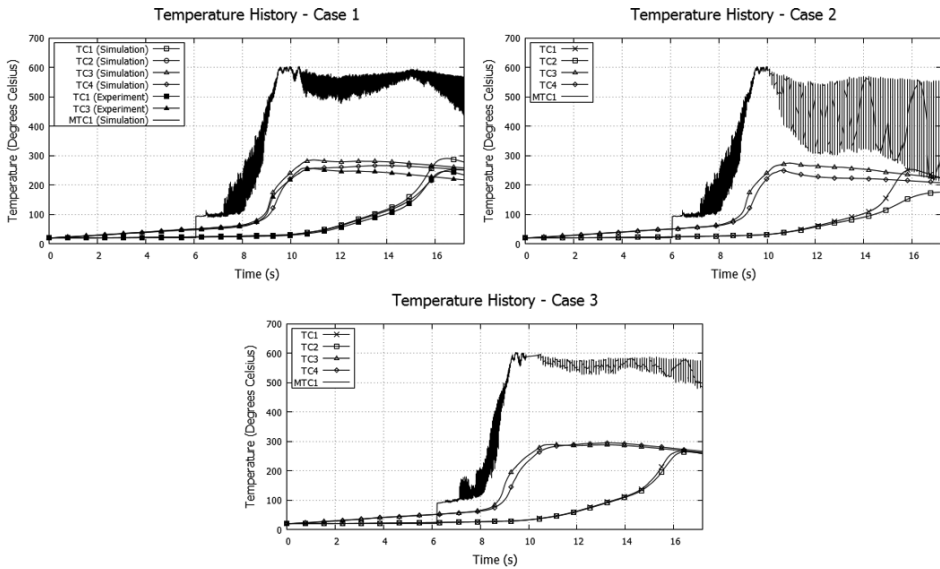 Temperature History - Case 1
Temperature (Degrees Celsius)
700
600
500
400
300
200
100
0
TC1 (Simulation)
TC2 (Simulation)
TC3 (Simulation)
TC4 (Simulation)
TC1 (Experiment)
TC3 (Experiment)
MTC1 (Simulation)
0 2 4 6 8 10 12 14 16
Time (s)
Temperature History - Case 2
Temperature (Degrees Celsius)
700
600
500
400
300
200
100
0
TC1
TC2
TC3
TC4
MTC1
0 2 4 6 8 10 12 14 16
Time (s)
Temperature History - Case 3
Temperature (Degrees Celsius)
700
600
500
400
300
200
100
0
TC1
TC2
TC3
TC4
MTC1
0 2 4 6 8 10 12 14 16
Time (s)